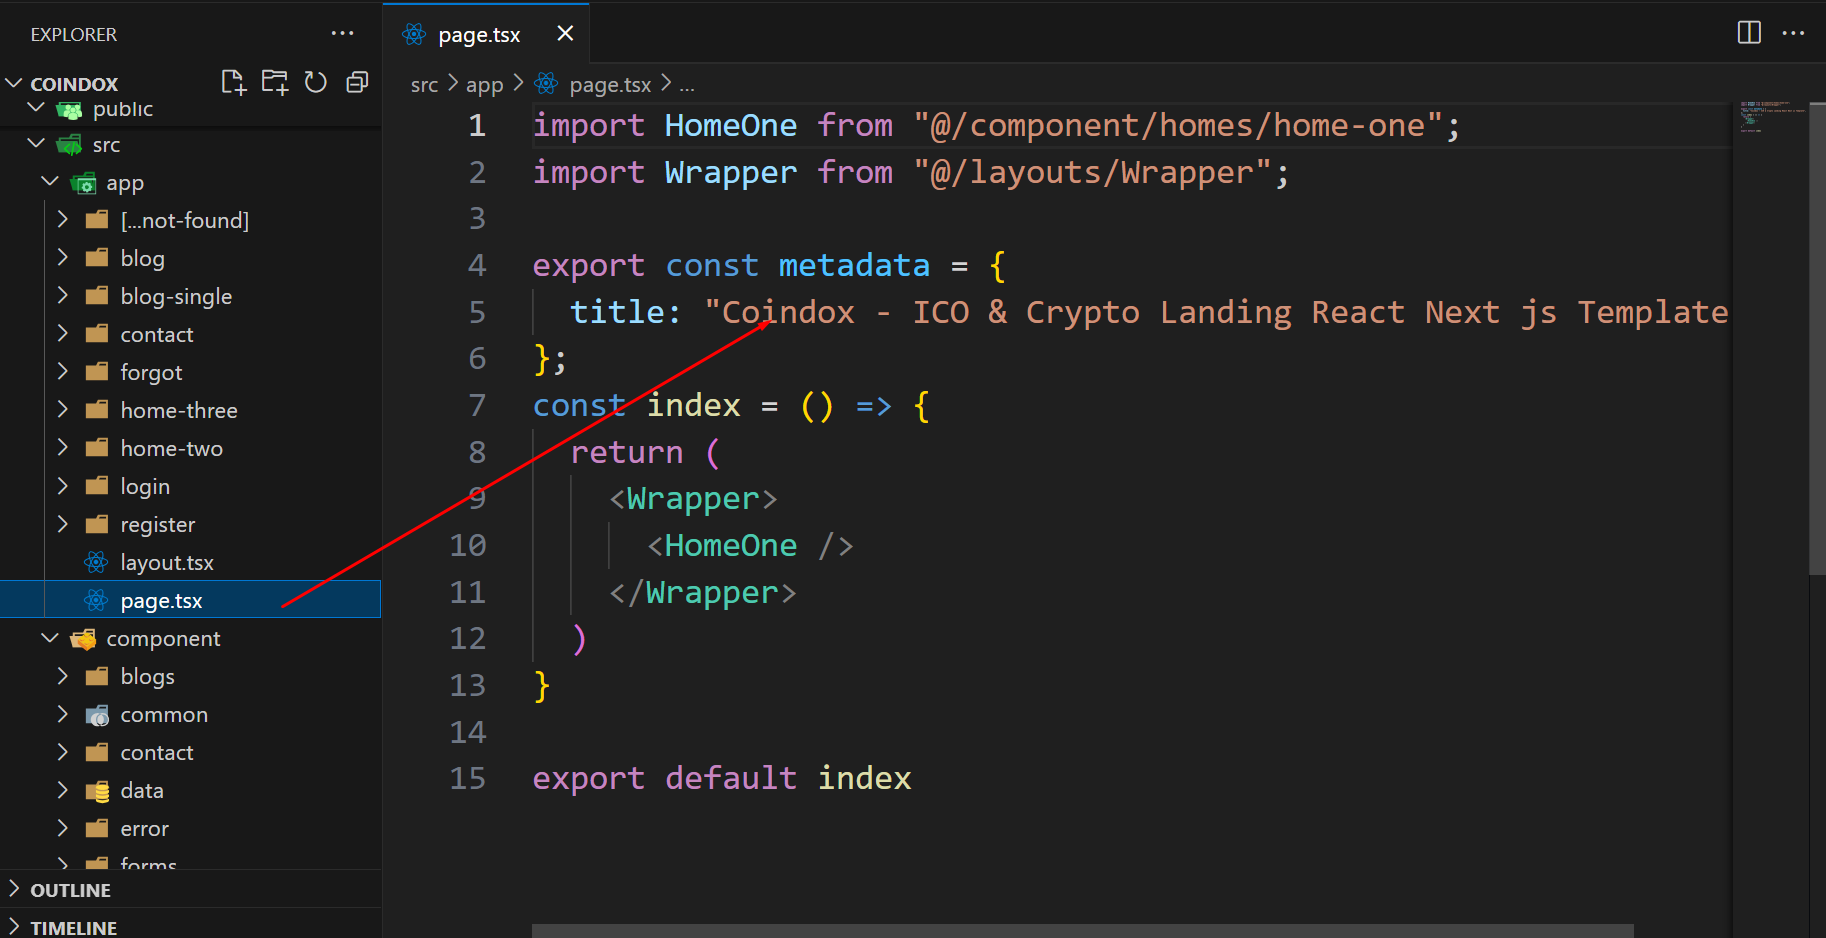 EXPLORER
COINDOX
public
src
app
[...not-found]
blog
blog-single
contact
forgot
home-three
home-two
login
register
layout.tsx
page.tsx
component
blogs
common
contact
data
error
forms
OUTLINE
TIMELINE
page.tsx
src > app > page.tsx > ...
1 import HomeOne from "@/component/homes/home-one";
2 import Wrapper from "@/layouts/Wrapper";
3
4 export const metadata = {
5   title: "Coindox - ICO & Crypto Landing React Next js Template
6 };
7 const index = () => {
8   return (
9     <Wrapper>
10       <HomeOne />
11     </Wrapper>
12   )
13 }
14
15 export default index